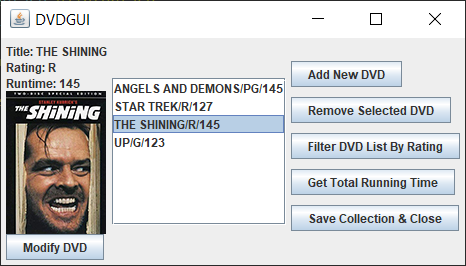 DVDGUI
Title: THE SHINING
Rating: R
Runtime: 145
TWO-DISC SPECIAL EDITION
STANLEY KUBRICK'S
THE SHiNiNG
Modify DVD
ANGELS AND DEMONS/PG/145
STAR TREK/R/127
THE SHINING/R/145
UP/G/123
Add New DVD
Remove Selected DVD
Filter DVD List By Rating
Get Total Running Time
Save Collection & Close